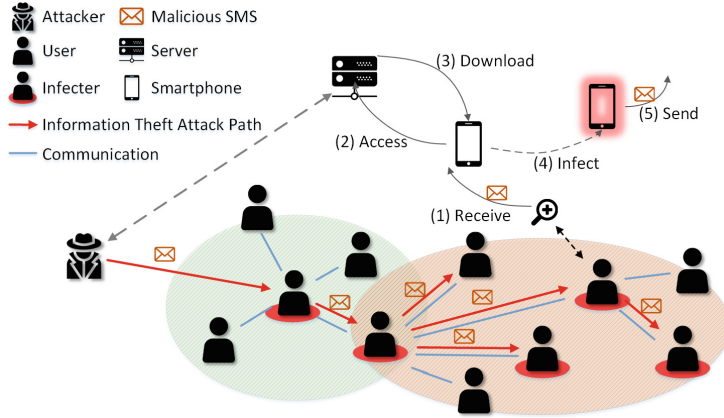 Attacker
Malicious SMS
User
Server
Infecter
Smartphone
Information Theft Attack Path
Communication
(3) Download
(2) Access
(5) Send
(4) Infect
(1) Receive